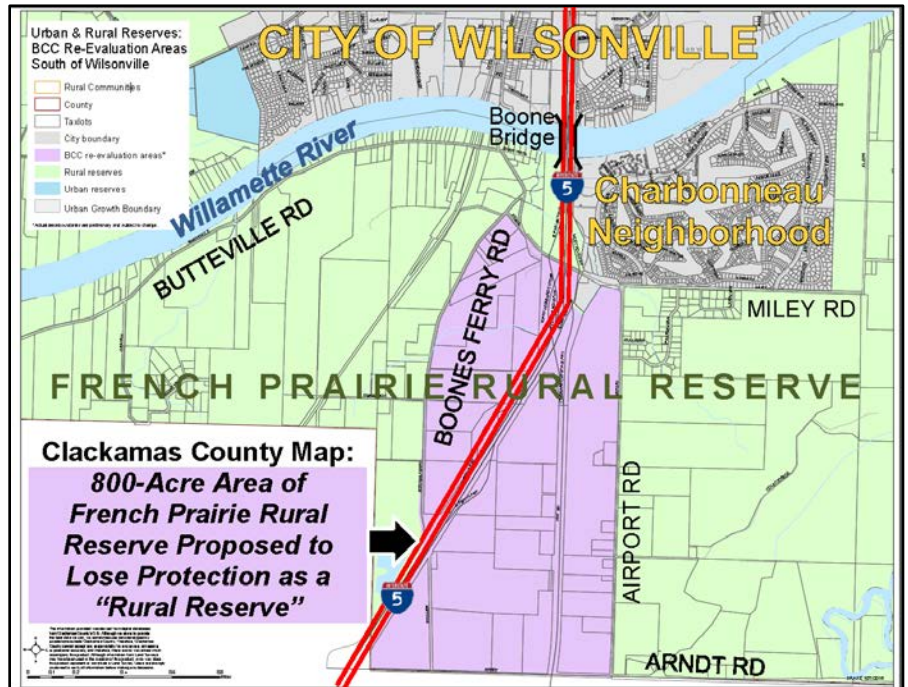 Urban & Rural Reserves:
BCC Re-Evaluation Areas
South of Wilsonville
Rural Communities
County
Taxlots
City boundary
BCC re-evaluation areas*
Rural reserves
Urban reserves
Urban Growth Boundary
CITY OF WILSONVILLE
Boone
Bridge
Willamette River
5
Charbonneau
Neighborhood
BUTTEVILLE RD
BOONES FERRY RD
MILEY RD
FRENCH PRAIRIE RURAL RESERVE
Clackamas County Map:
800-Acre Area of
French Prairie Rural
Reserve Proposed to
Lose Protection as a
“Rural Reserve”
AIRPORT RD
5
ARNDT RD